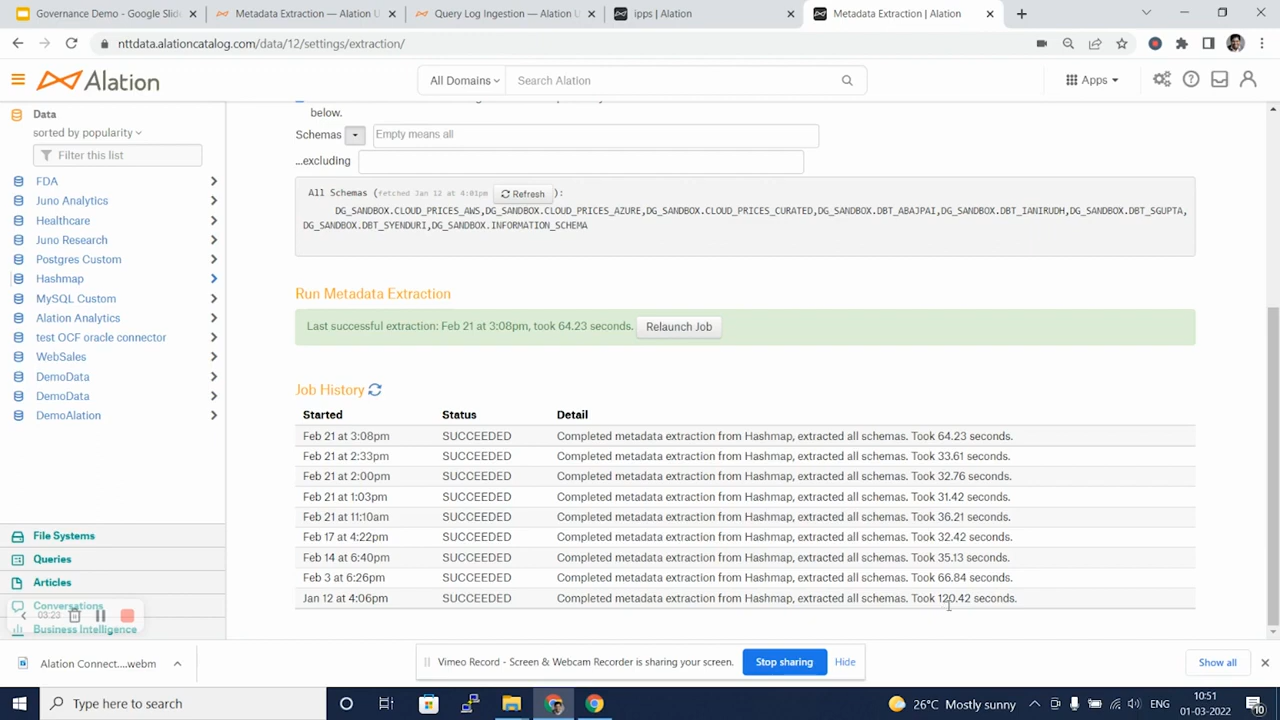 Governance Demo - Google Slid
Metadata Extraction — Alation U
Query Log Ingestion — Alation U
ipps | Alation
Metadata Extraction | Alation
nttdata.alationcatalog.com/data/12/settings/extraction/
Alation
All Domains
Search Alation
Apps
Data
sorted by popularity
Filter this list
FDA
Juno Analytics
Healthcare
Juno Research
Postgres Custom
Hashmap
MySQL Custom
Alation Analytics
test OCF oracle connector
WebSales
DemoData
DemoData
DemoAlation
File Systems
Queries
Articles
Conversations
Business Intelligence
03:23
below.
Schemas
Empty means all
...excluding
All Schemas (fetched Jan 12 at 4:01pm Refresh ):
DG_SANDBOX.CLOUD_PRICES_AWS,DG_SANDBOX.CLOUD_PRICES_AZURE,DG_SANDBOX.CLOUD_PRICES_CURATED,DG_SANDBOX.DBT_ABAJPAI,DG_SANDBOX.DBT_IANIRUDH,DG_SANDBOX.DBT_SGUPTA,
DG_SANDBOX.DBT_SYENDURI,DG_SANDBOX.INFORMATION_SCHEMA
Run Metadata Extraction
Last successful extraction: Feb 21 at 3:08pm, took 64.23 seconds. Relaunch Job
Job History
Started Status Detail
Feb 21 at 3:08pm SUCCEEDED Completed metadata extraction from Hashmap, extracted all schemas. Took 64.23 seconds.
Feb 21 at 2:33pm SUCCEEDED Completed metadata extraction from Hashmap, extracted all schemas. Took 33.61 seconds.
Feb 21 at 2:00pm SUCCEEDED Completed metadata extraction from Hashmap, extracted all schemas. Took 32.76 seconds.
Feb 21 at 1:03pm SUCCEEDED Completed metadata extraction from Hashmap, extracted all schemas. Took 31.42 seconds.
Feb 21 at 11:10am SUCCEEDED Completed metadata extraction from Hashmap, extracted all schemas. Took 36.21 seconds.
Feb 17 at 4:22pm SUCCEEDED Completed metadata extraction from Hashmap, extracted all schemas. Took 32.42 seconds.
Feb 14 at 6:40pm SUCCEEDED Completed metadata extraction from Hashmap, extracted all schemas. Took 35.13 seconds.
Feb 3 at 6:26pm SUCCEEDED Completed metadata extraction from Hashmap, extracted all schemas. Took 66.84 seconds.
Jan 12 at 4:06pm SUCCEEDED Completed metadata extraction from Hashmap, extracted all schemas. Took 120.42 seconds.
Alation Connect....webm
Vimeo Record - Screen & Webcam Recorder is sharing your screen.
Stop sharing
Hide
Show all
Type here to search
26°C Mostly sunny
ENG
10:51
01-03-2022
10